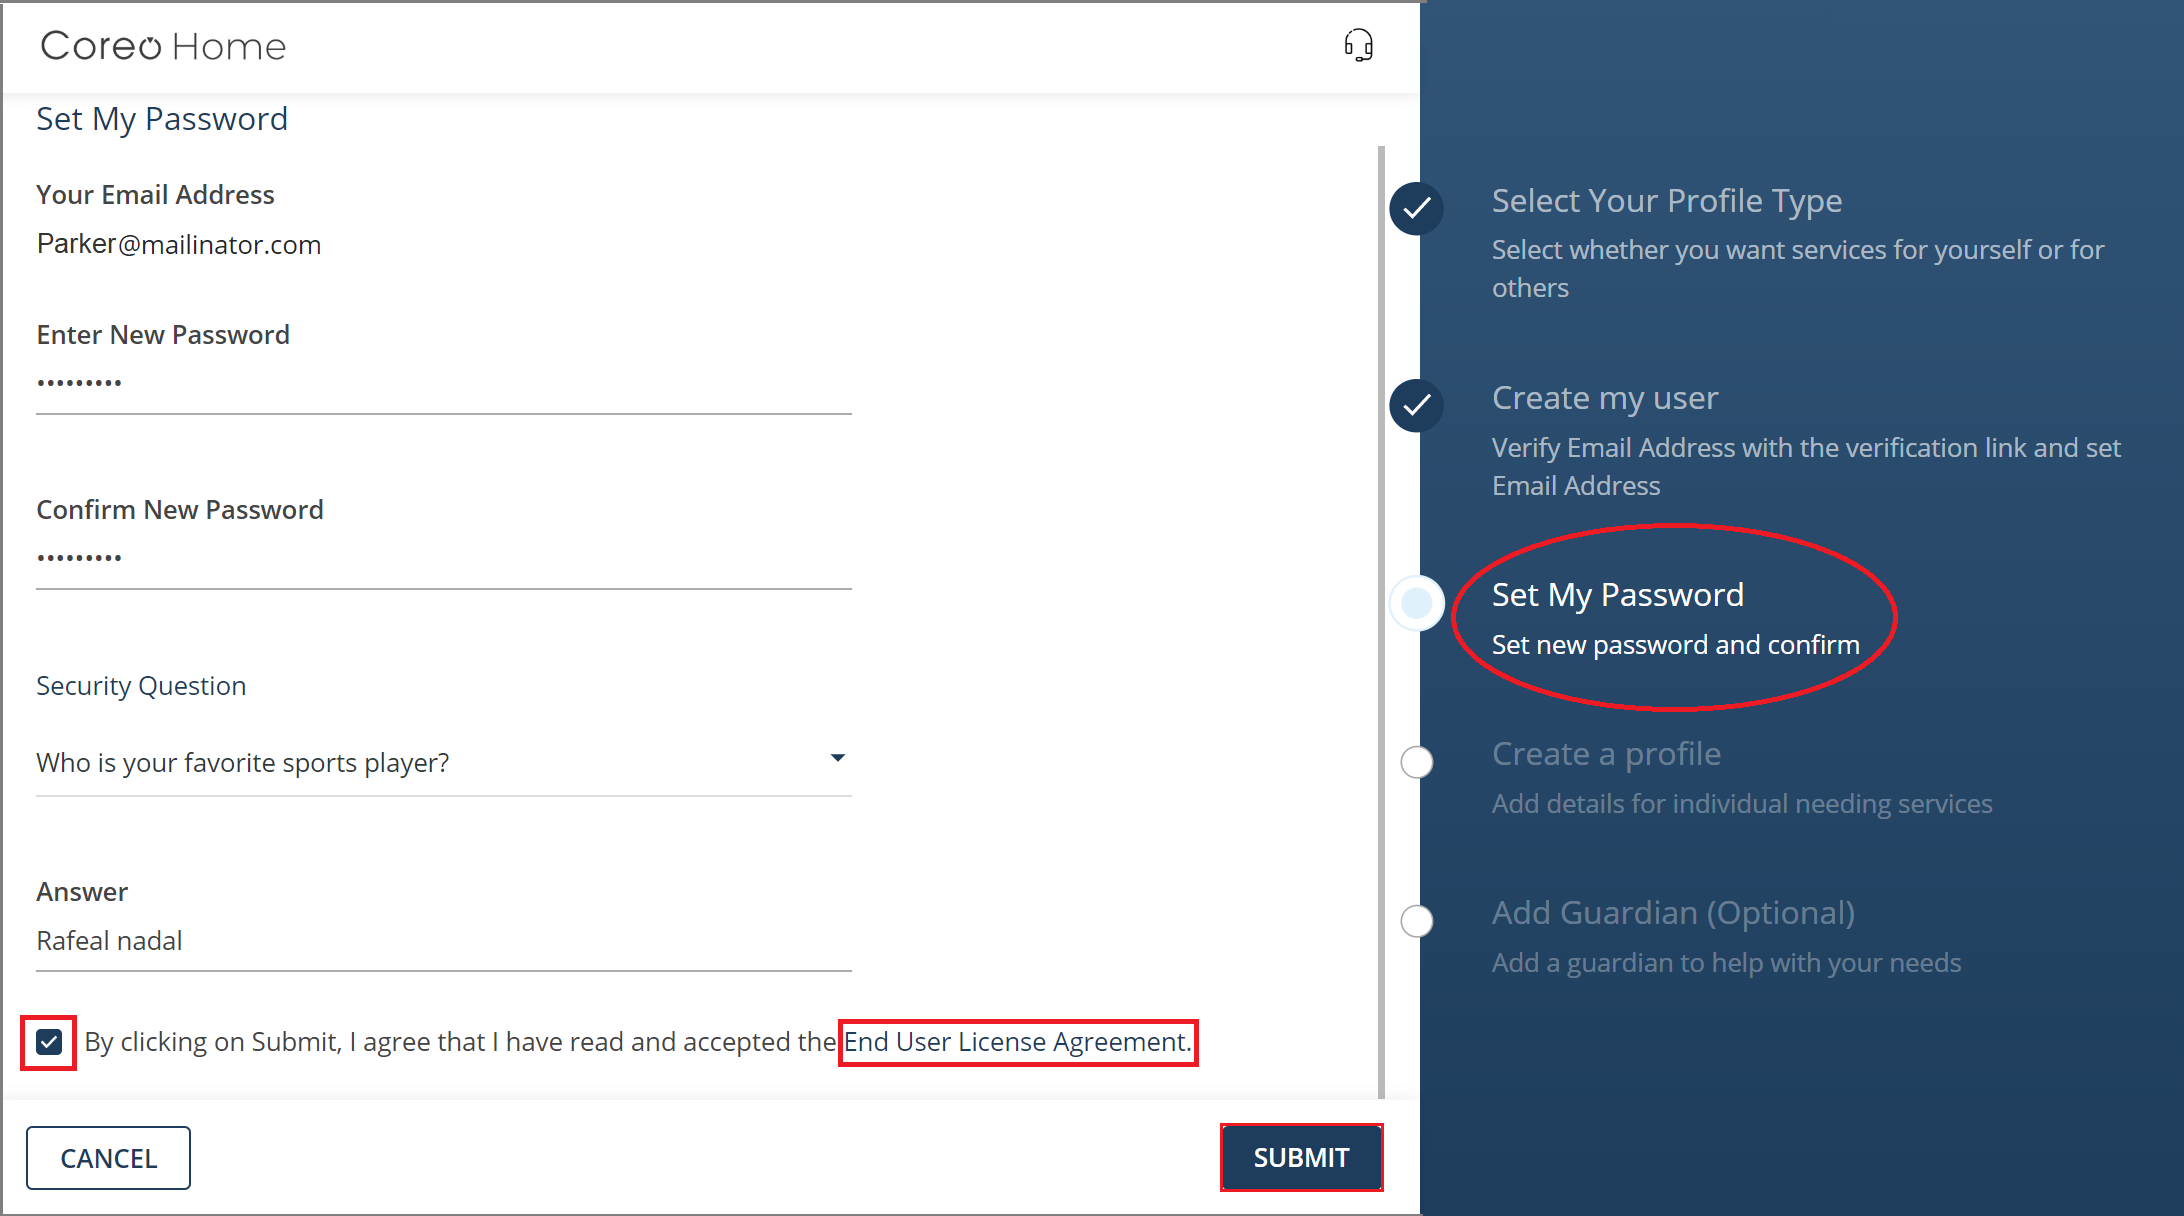 Coreo Home
Set My Password
Your Email Address
Parker@mailinator.com
Enter New Password
•••••••••
Confirm New Password
•••••••••
Security Question
Who is your favorite sports player?
Answer
Rafeal nadal
By clicking on Submit, I agree that I have read and accepted the End User License Agreement.
CANCEL
SUBMIT
Select Your Profile Type
Select whether you want services for yourself or for
others
Create my user
Verify Email Address with the verification link and set
Email Address
Set My Password
Set new password and confirm
Create a profile
Add details for individual needing services
Add Guardian (Optional)
Add a guardian to help with your needs